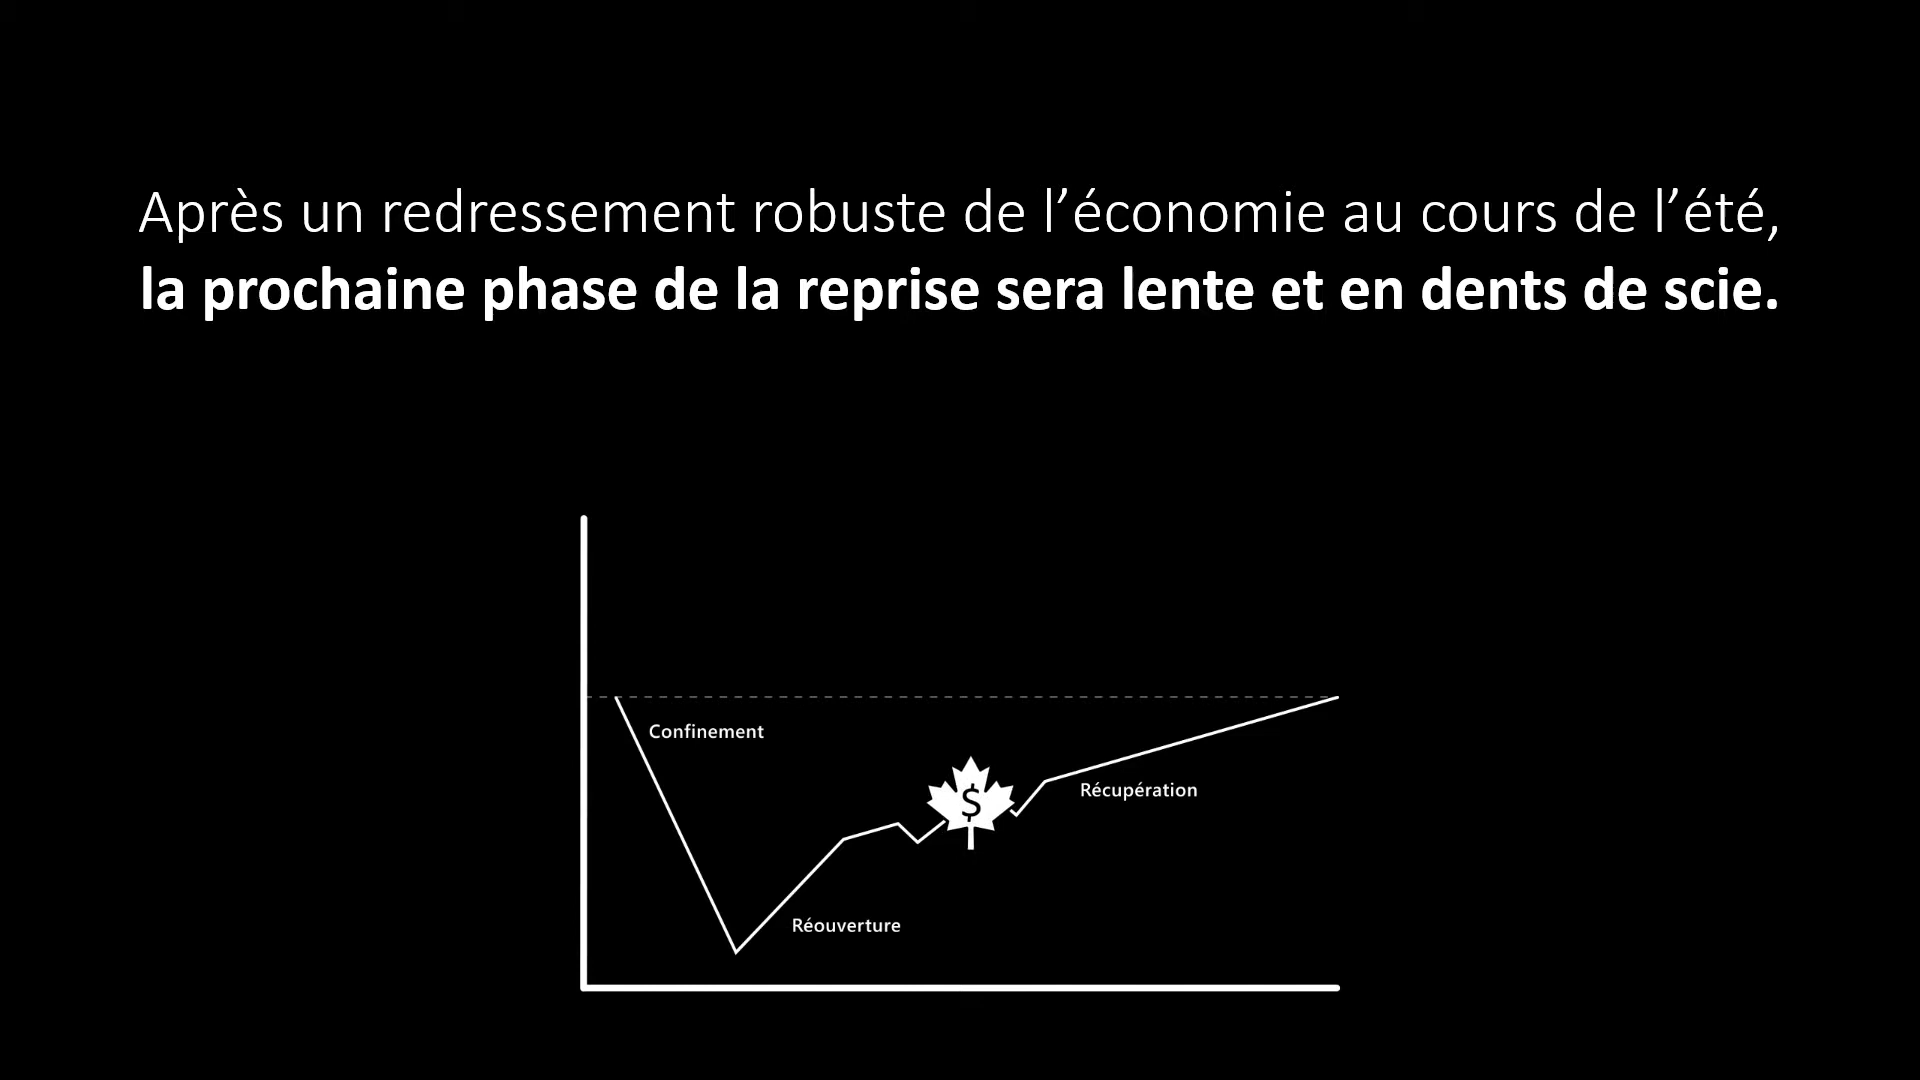 Après un redressement robuste de l’économie au cours de l’été,
la prochaine phase de la reprise sera lente et en dents de scie.
Confinement
$
Récupération
Réouverture